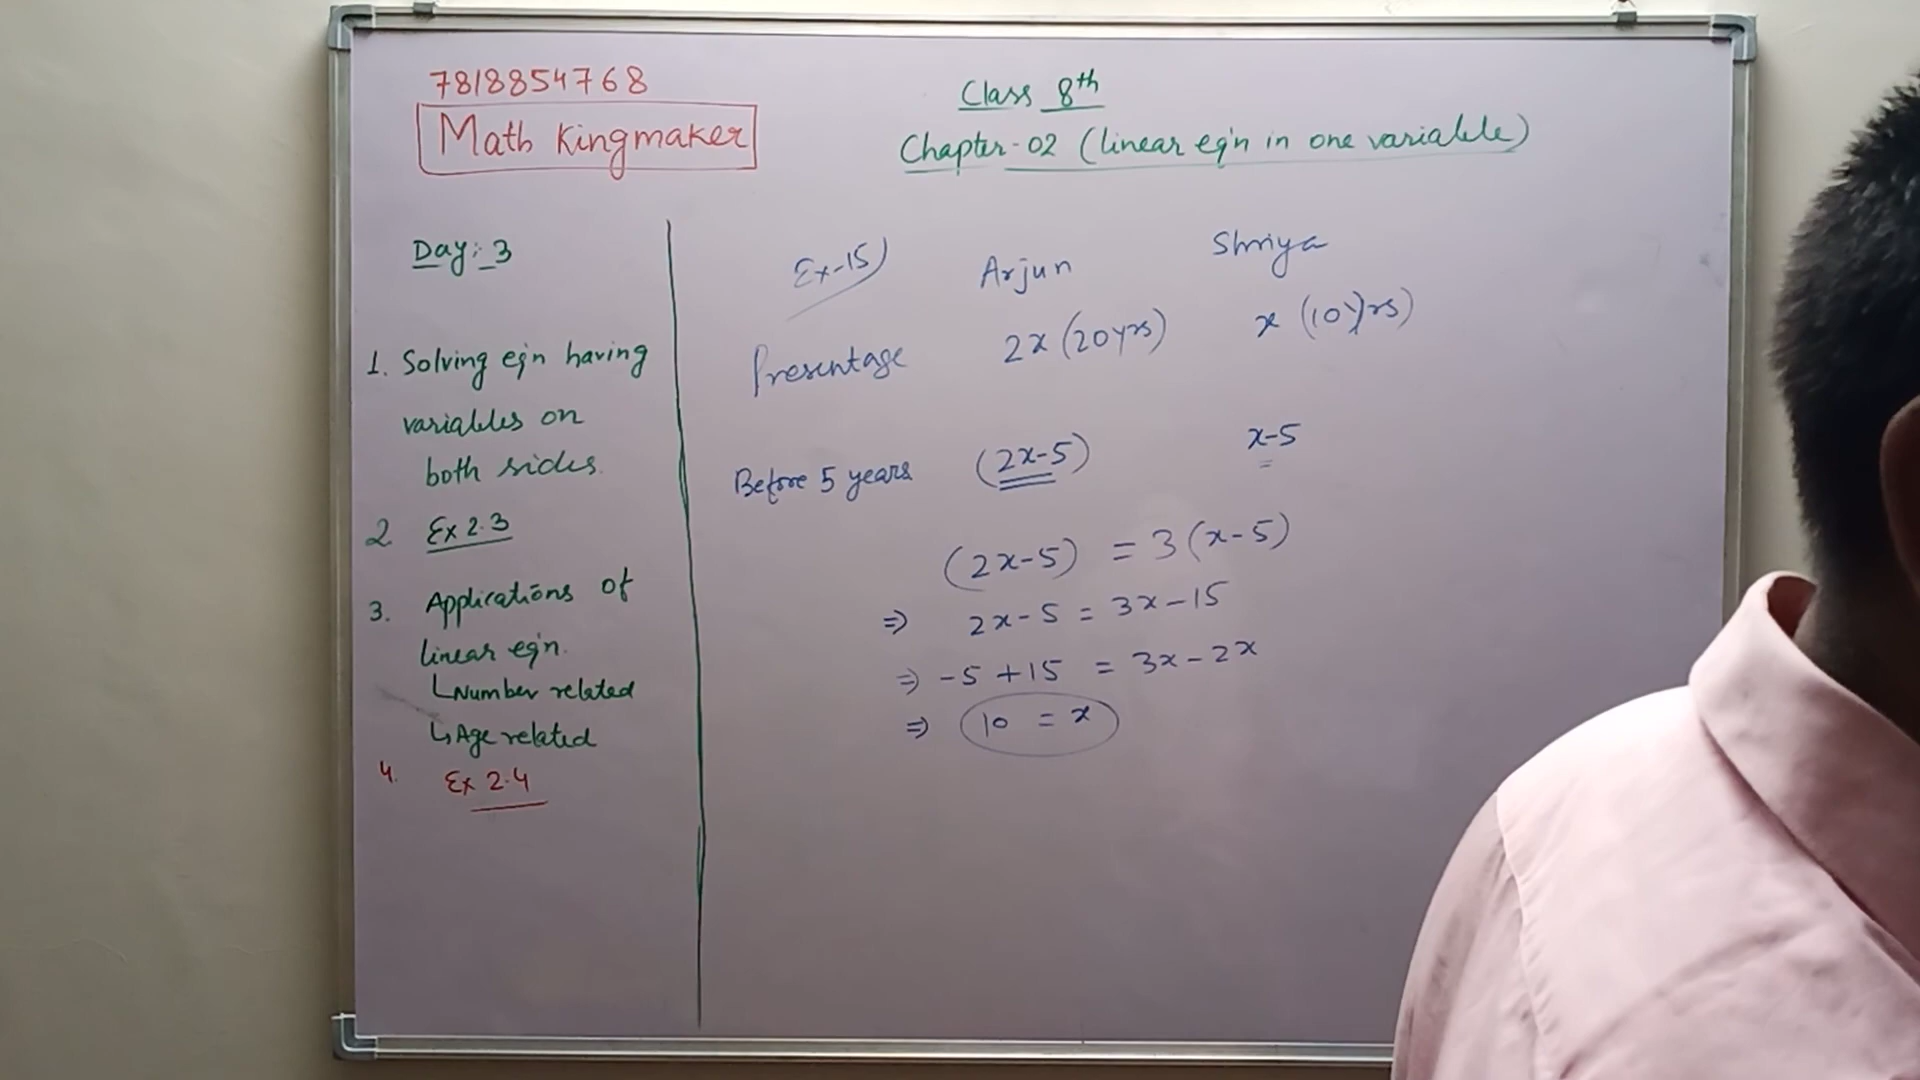 7818854768
Math Kingmaker
Class 8th
Chapter-02 (linear eq'n in one variable)
Day:-3
1. Solving eq'n having
variables on
both sides.
2 Ex 2.3
3. Applications of
linear eq'n.
↳Number related
↳Age related
4. Ex 2.4
Ex-15) Arjun Shriya
Presentage 2x (20yrs) x (10yrs)
Before 5 years (2x-5) x-5
(2x-5) = 3(x-5)
⇒ 2x-5 = 3x-15
⇒ -5+15 = 3x-2x
⇒ 10 = x